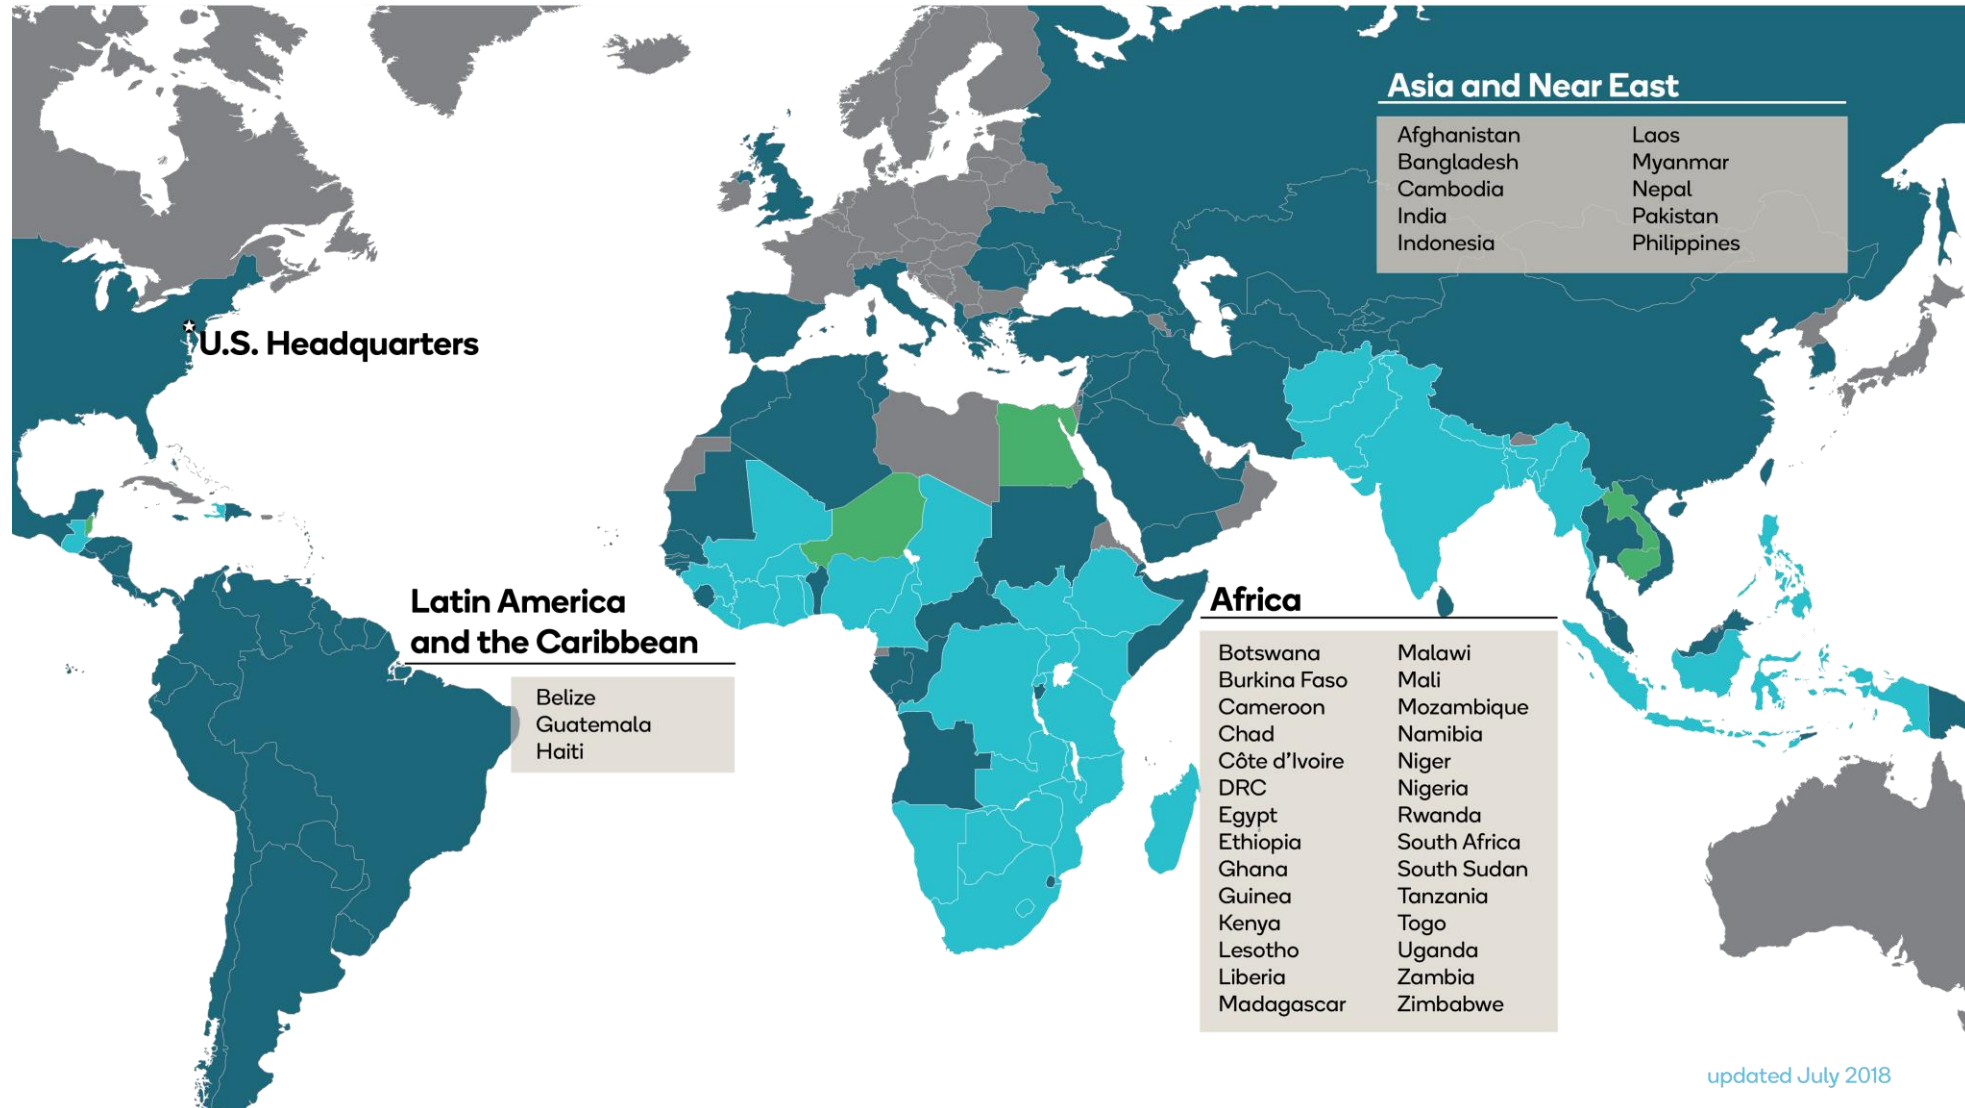 Asia and Near East
Afghanistan
Bangladesh
Cambodia
India
Indonesia
Laos
Myanmar
Nepal
Pakistan
Philippines
U.S. Headquarters
Latin America
and the Caribbean
Belize
Guatemala
Haiti
Africa
Botswana
Burkina Faso
Cameroon
Chad
Côte d’Ivoire
DRC
Egypt
Ethiopia
Ghana
Guinea
Kenya
Lesotho
Liberia
Madagascar
Malawi
Mali
Mozambique
Namibia
Niger
Nigeria
Rwanda
South Africa
South Sudan
Tanzania
Togo
Uganda
Zambia
Zimbabwe
updated July 2018